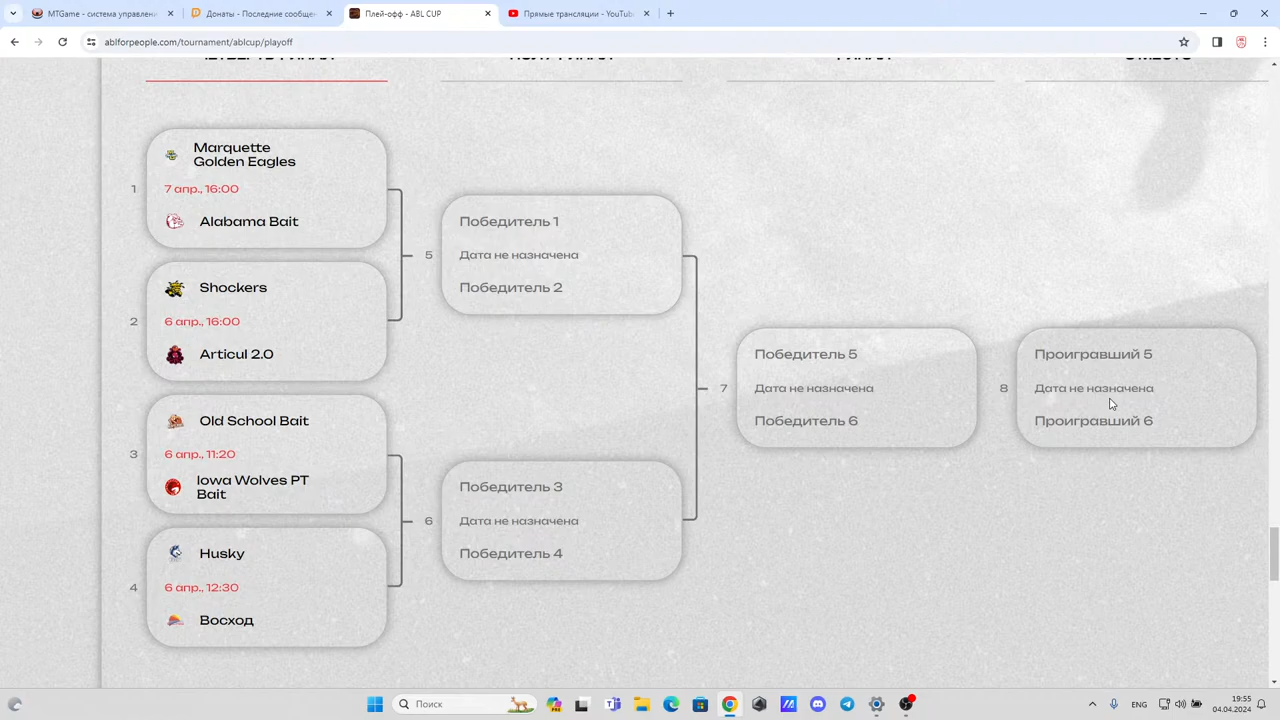 MTGame - система управлени
Донаты - Последние сообщен
Плей-офф - ABL CUP
Прямые трансляции - YouTub
ablforpeople.com/tournament/ablcup/playoff
ЧЕТВЕРТЬФИНАЛ
ПОЛУФИНАЛ
ФИНАЛ
3 МЕСТО
Marquette
Golden Eagles
1
7 апр., 16:00
Alabama Bait
Победитель 1
5
Дата не назначена
Победитель 2
Shockers
2
6 апр., 16:00
Articul 2.0
Победитель 5
7
Дата не назначена
Победитель 6
Проигравший 5
8
Дата не назначена
Проигравший 6
Old School Bait
3
6 апр., 11:20
Iowa Wolves PT
Bait
Победитель 3
6
Дата не назначена
Победитель 4
Husky
4
6 апр., 12:30
Восход
Поиск
ENG
19:55
04.04.2024